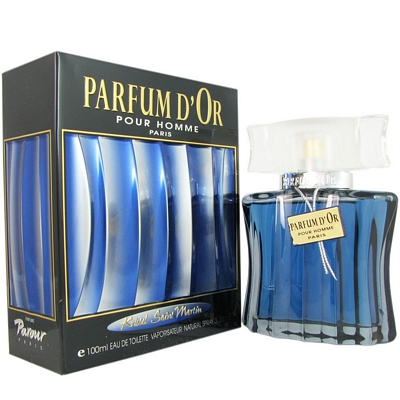 PARFUM D'OR
POUR HOMME
PARIS
Kristel Saint Martin
PARFUMS
Parour
PARIS
e 100ml EAU DE TOILETTE VAPORISATEUR NATURAL SPRAY
PARFUM D'OR
POUR HOMME
PARIS